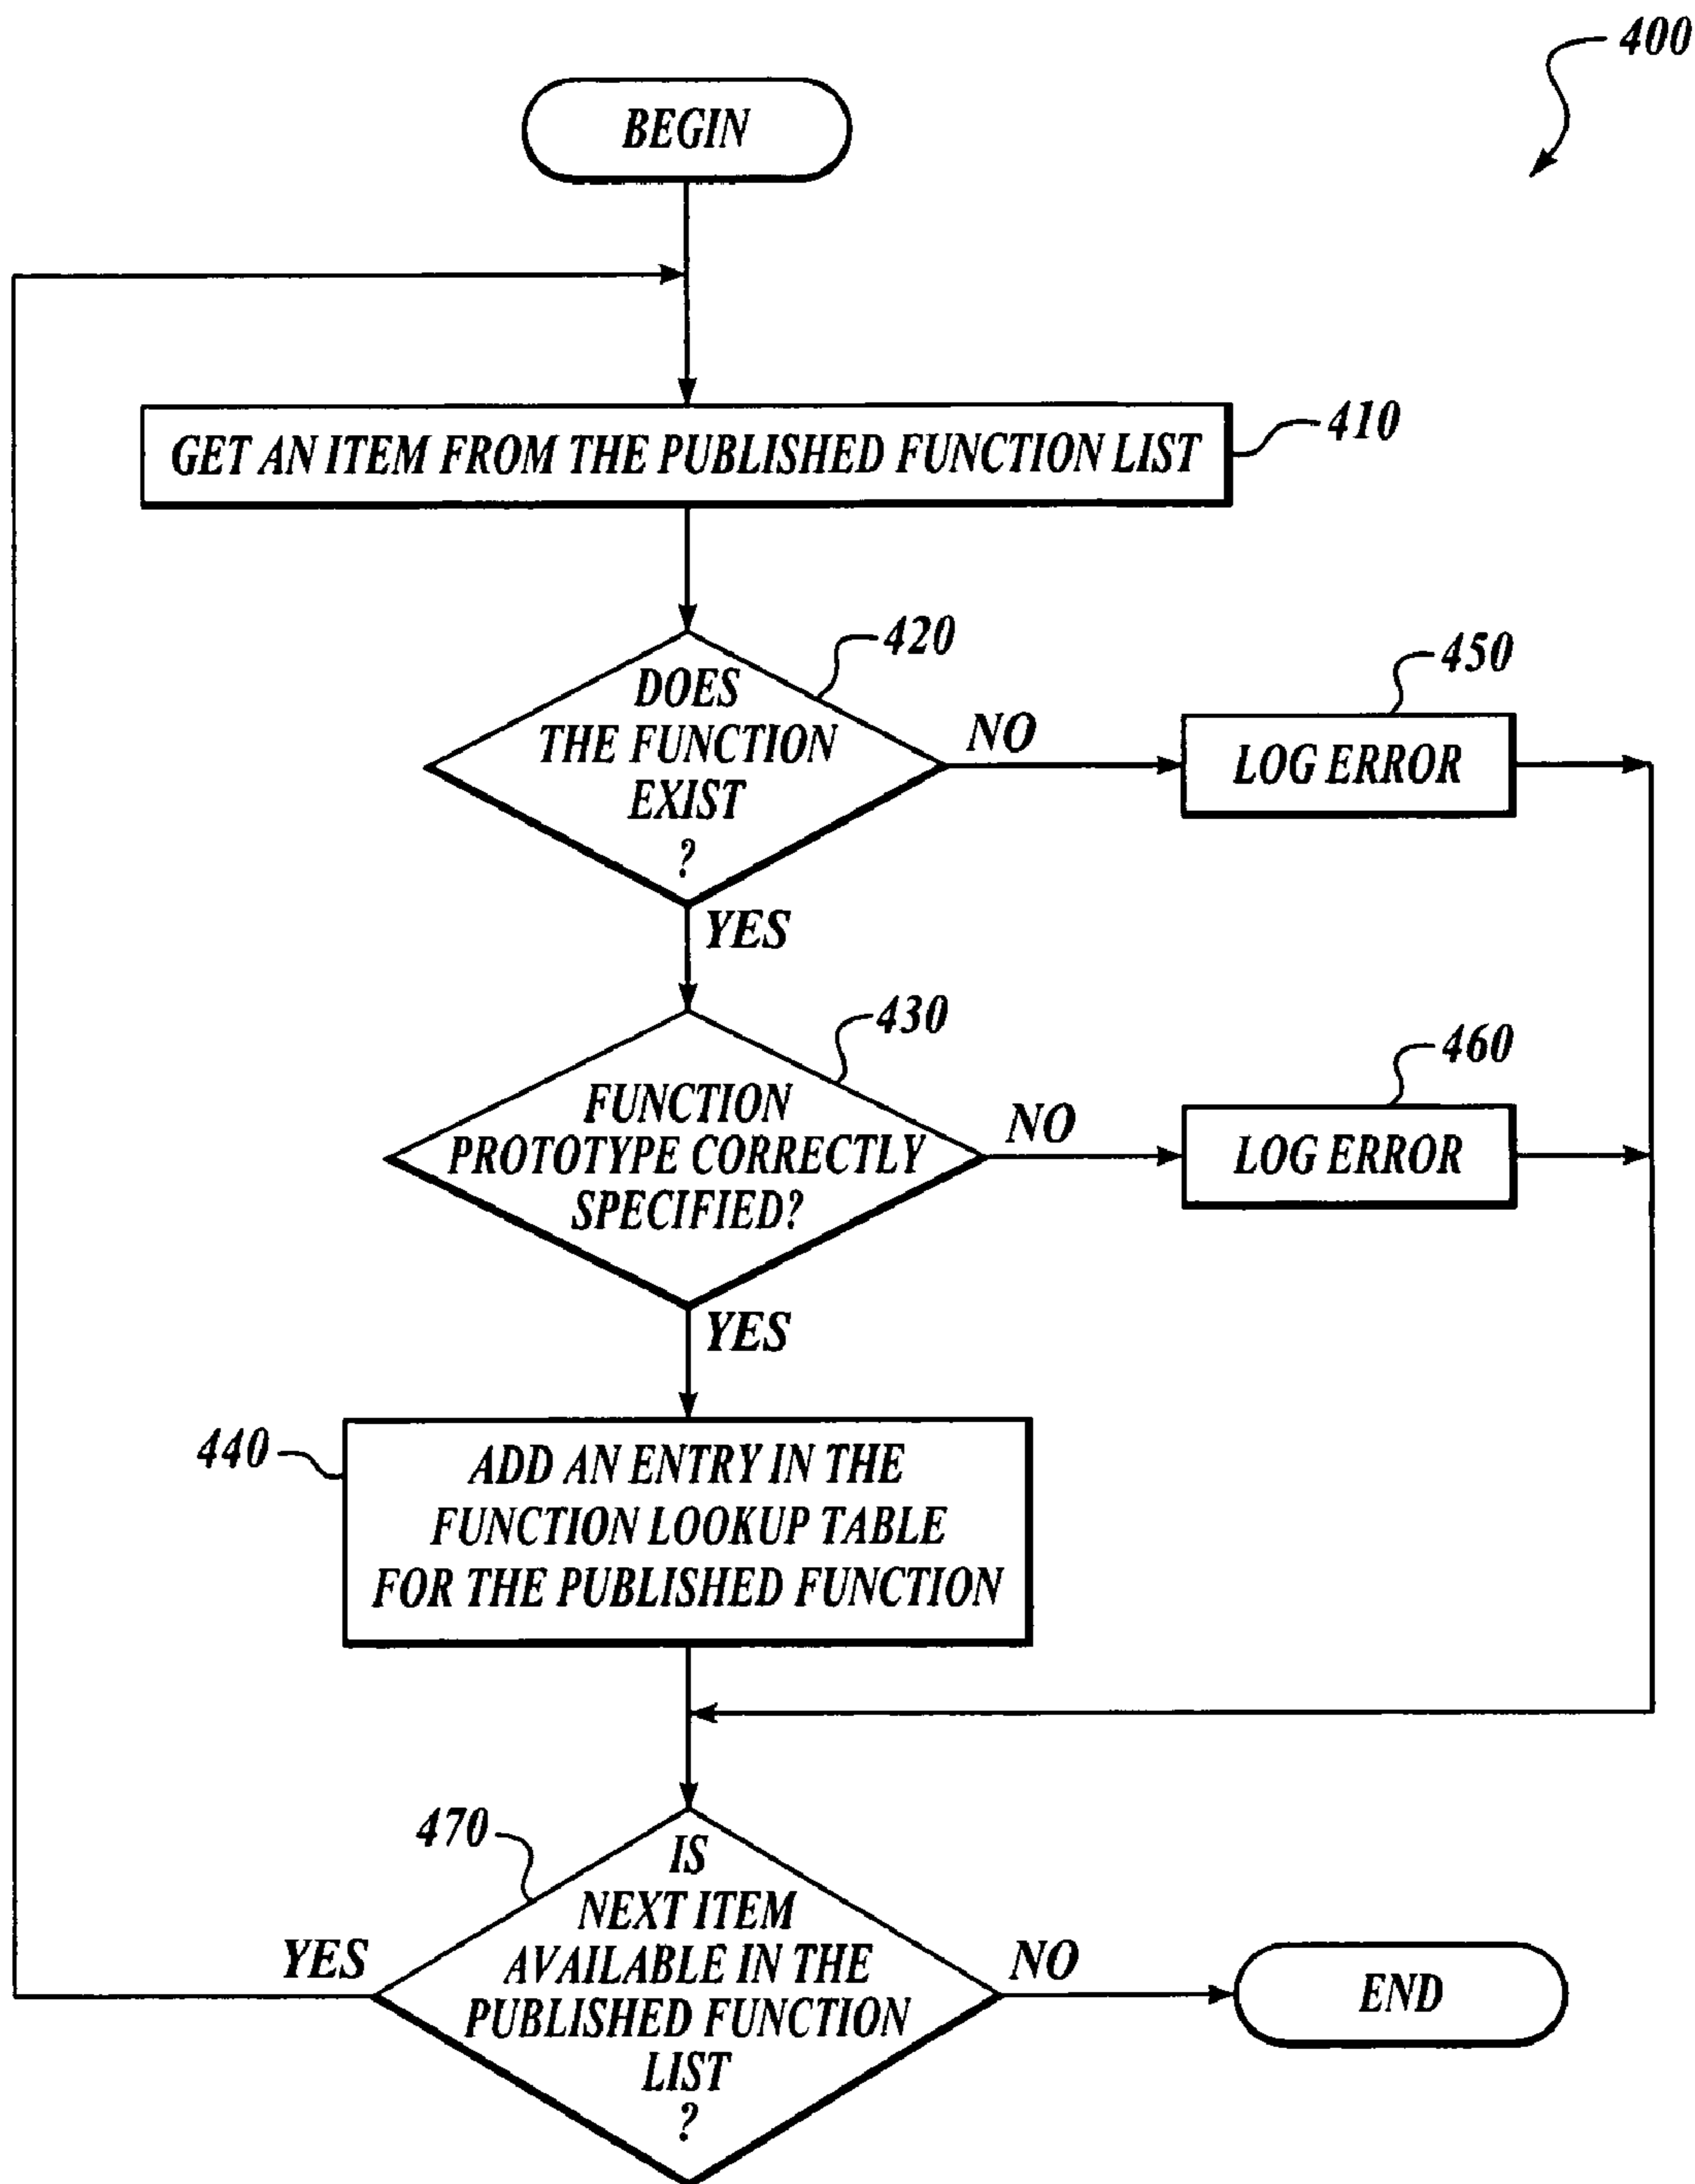 400
BEGIN
GET AN ITEM FROM THE PUBLISHED FUNCTION LIST
410
420
DOES
THE FUNCTION
EXIST
?
NO
450
LOG ERROR
YES
430
FUNCTION
PROTOTYPE CORRECTLY
SPECIFIED?
NO
460
LOG ERROR
YES
440
ADD AN ENTRY IN THE
FUNCTION LOOKUP TABLE
FOR THE PUBLISHED FUNCTION
470
IS
NEXT ITEM
AVAILABLE IN THE
PUBLISHED FUNCTION
LIST
?
YES
NO
END